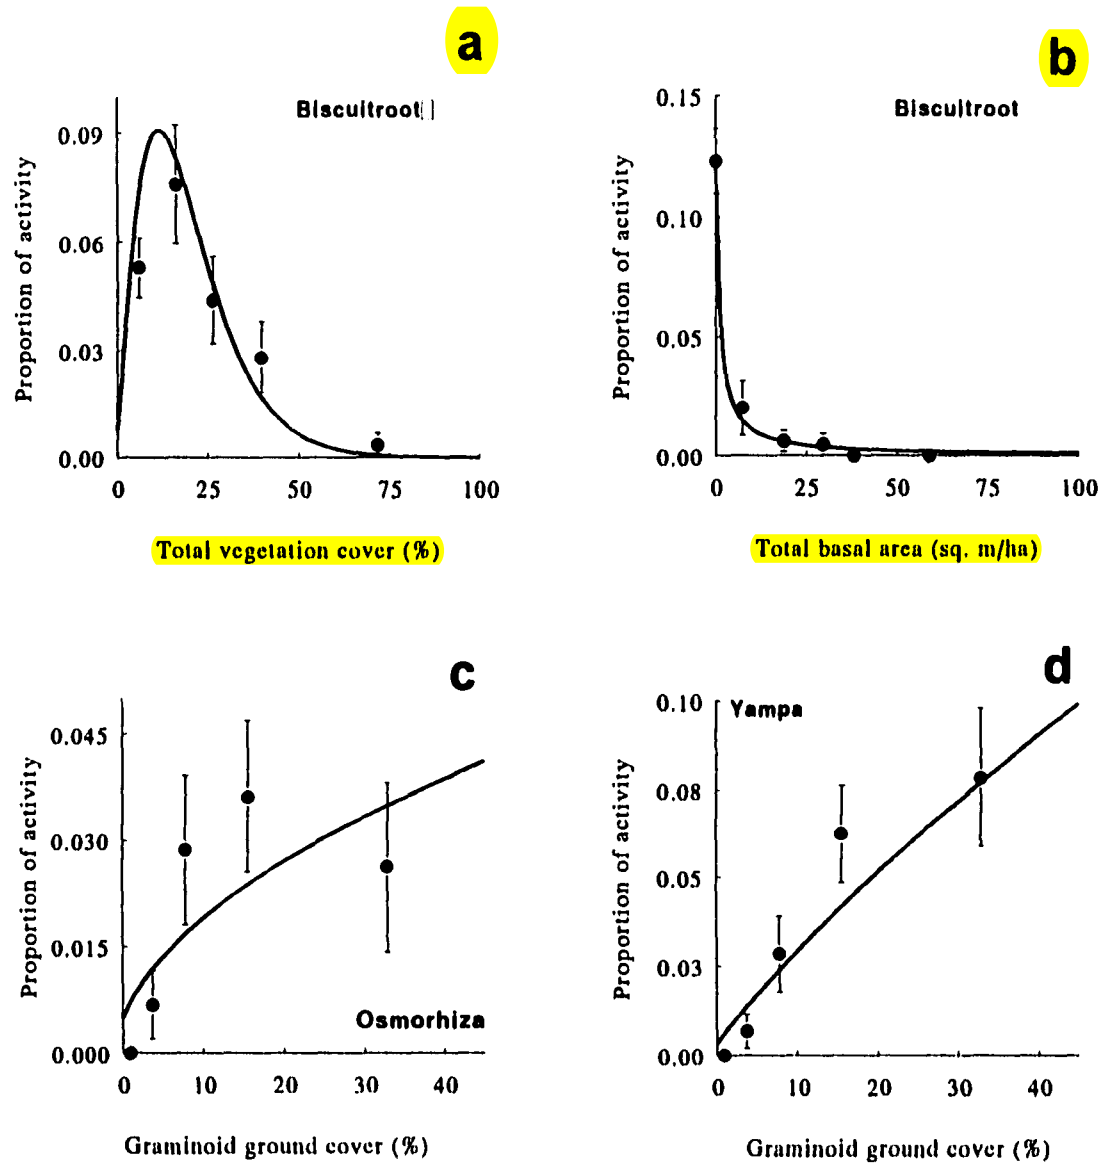 a
Biscuitroot
Proportion of activity
0.09
0.06
0.03
0.00
0 25 50 75 100
Total vegetation cover (%)
b
Biscuitroot
Proportion of activity
0.15
0.10
0.05
0.00
0 25 50 75 100
Total basal area (sq. m/ha)
c
Osmorhiza
Proportion of activity
0.045
0.030
0.015
0.000
0 10 20 30 40
Graminoid ground cover (%)
d
Yampa
Proportion of activity
0.10
0.08
0.05
0.03
0.00
0 10 20 30 40
Graminoid ground cover (%)